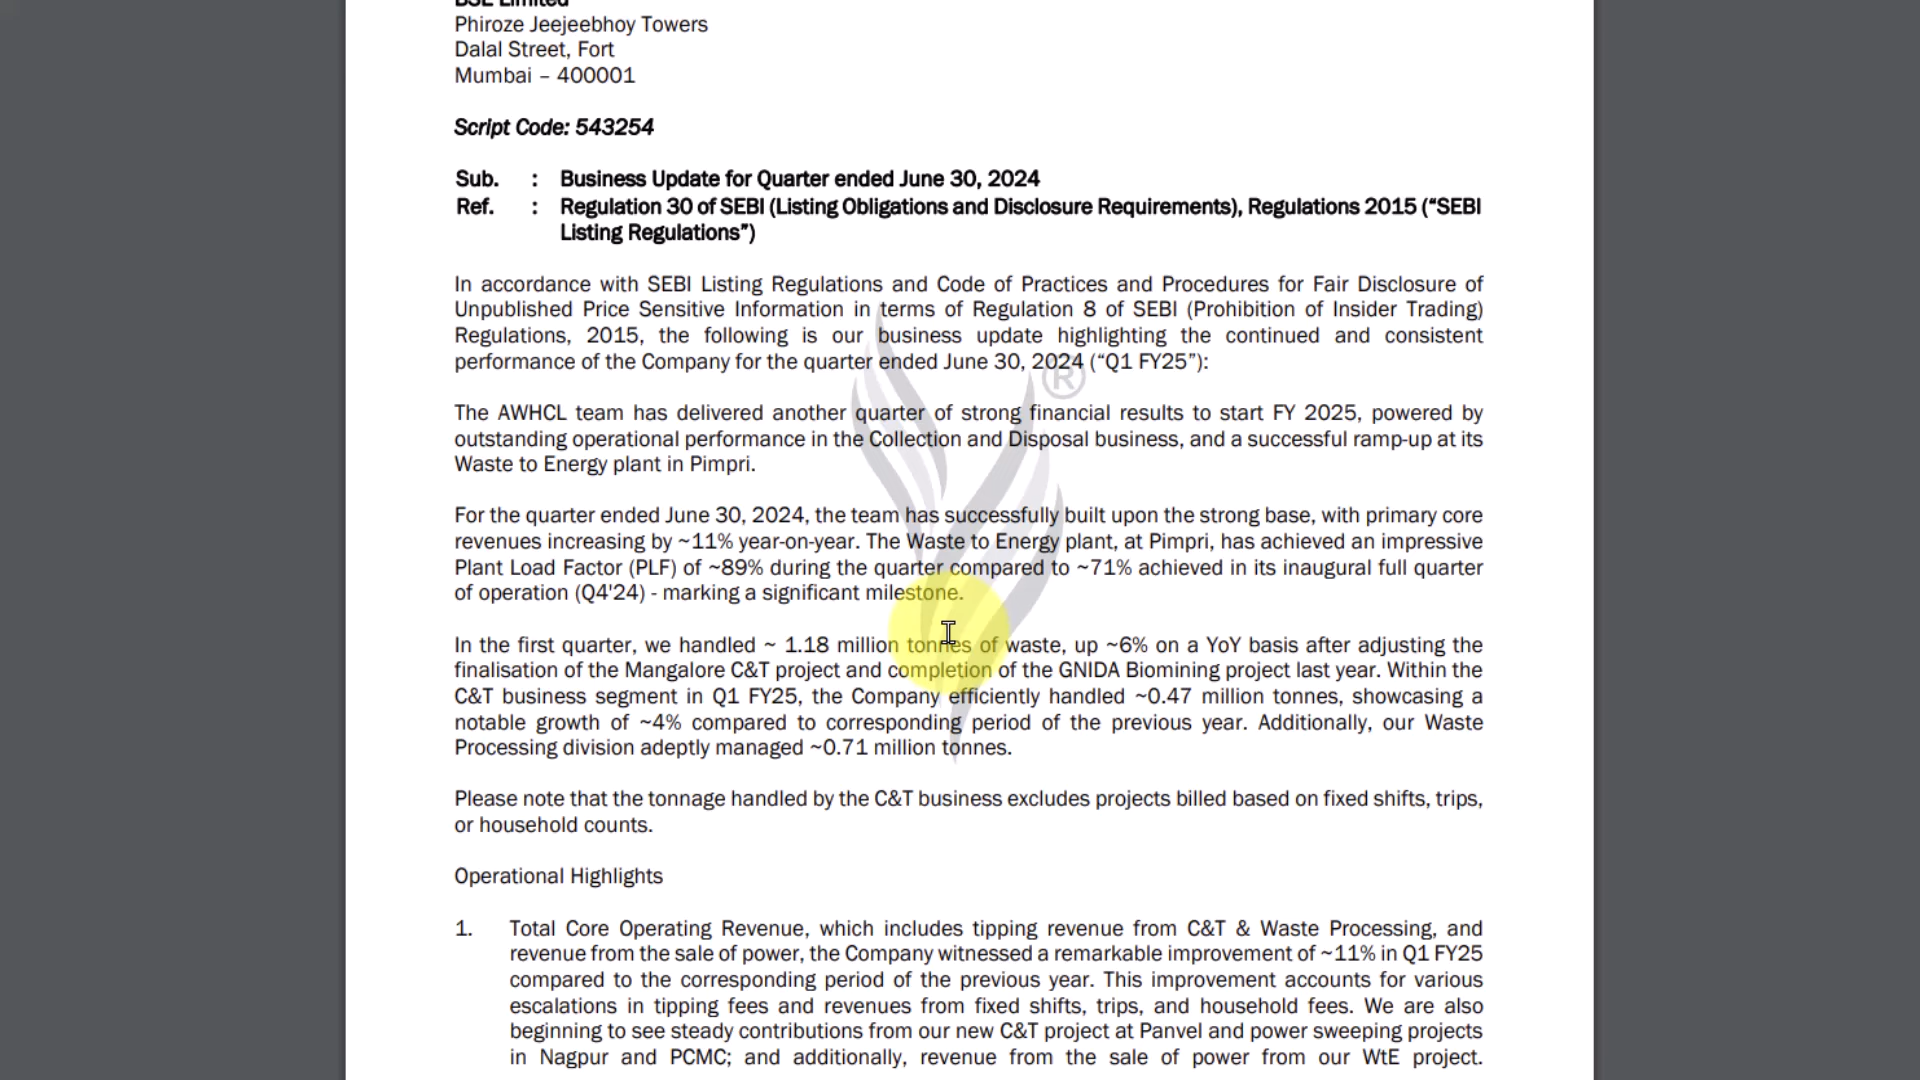 BSE Limited
Phiroze Jeejeebhoy Towers
Dalal Street, Fort
Mumbai – 400001
Script Code: 543254
Sub. : Business Update for Quarter ended June 30, 2024
Ref. : Regulation 30 of SEBI (Listing Obligations and Disclosure Requirements), Regulations 2015 (“SEBI
Listing Regulations”)
In accordance with SEBI Listing Regulations and Code of Practices and Procedures for Fair Disclosure of
Unpublished Price Sensitive Information in terms of Regulation 8 of SEBI (Prohibition of Insider Trading)
Regulations, 2015, the following is our business update highlighting the continued and consistent
performance of the Company for the quarter ended June 30, 2024 (“Q1 FY25”):
®
The AWHCL team has delivered another quarter of strong financial results to start FY 2025, powered by
outstanding operational performance in the Collection and Disposal business, and a successful ramp-up at its
Waste to Energy plant in Pimpri.
For the quarter ended June 30, 2024, the team has successfully built upon the strong base, with primary core
revenues increasing by ~11% year-on-year. The Waste to Energy plant, at Pimpri, has achieved an impressive
Plant Load Factor (PLF) of ~89% during the quarter compared to ~71% achieved in its inaugural full quarter
of operation (Q4'24) - marking a significant milestone.
In the first quarter, we handled ~ 1.18 million tonnes of waste, up ~6% on a YoY basis after adjusting the
finalisation of the Mangalore C&T project and completion of the GNIDA Biomining project last year. Within the
C&T business segment in Q1 FY25, the Company efficiently handled ~0.47 million tonnes, showcasing a
notable growth of ~4% compared to corresponding period of the previous year. Additionally, our Waste
Processing division adeptly managed ~0.71 million tonnes.
Please note that the tonnage handled by the C&T business excludes projects billed based on fixed shifts, trips,
or household counts.
Operational Highlights
1. Total Core Operating Revenue, which includes tipping revenue from C&T & Waste Processing, and
revenue from the sale of power, the Company witnessed a remarkable improvement of ~11% in Q1 FY25
compared to the corresponding period of the previous year. This improvement accounts for various
escalations in tipping fees and revenues from fixed shifts, trips, and household fees. We are also
beginning to see steady contributions from our new C&T project at Panvel and power sweeping projects
in Nagpur and PCMC; and additionally, revenue from the sale of power from our WtE project.